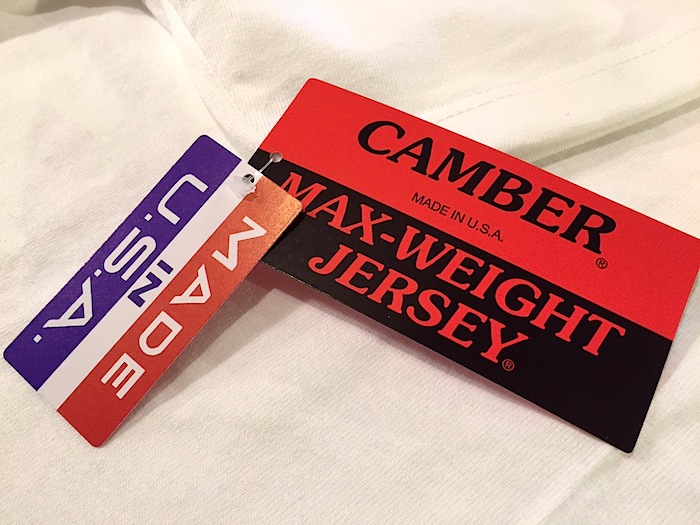 MADE
IN
U.S.A.
CAMBER®
MADE IN U.S.A.
MAX-WEIGHT
JERSEY®